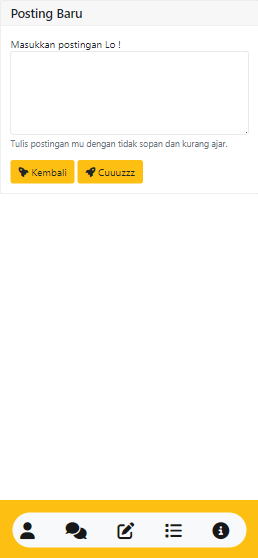 Posting Baru
Masukkan postingan Lo !
Tulis postingan mu dengan tidak sopan dan kurang ajar.
Kembali
Cuuuzzz